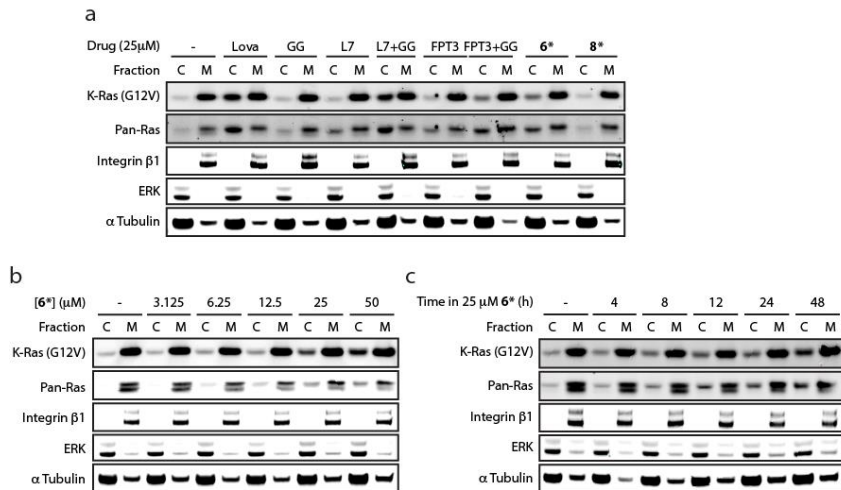 a
Drug (25μM) - Lova GG L7 L7+GG FPT3 FPT3+GG 6* 8*
Fraction C M C M C M C M C M C M C M C M C M
K-Ras (G12V)
Pan-Ras
Integrin β1
ERK
α Tubulin
b
[6*] (μM) - 3.125 6.25 12.5 25 50
Fraction C M C M C M C M C M C M
K-Ras (G12V)
Pan-Ras
Integrin β1
ERK
α Tubulin
c
Time in 25 μM 6* (h) - 4 8 12 24 48
Fraction C M C M C M C M C M C M
K-Ras (G12V)
Pan-Ras
Integrin β1
ERK
α Tubulin